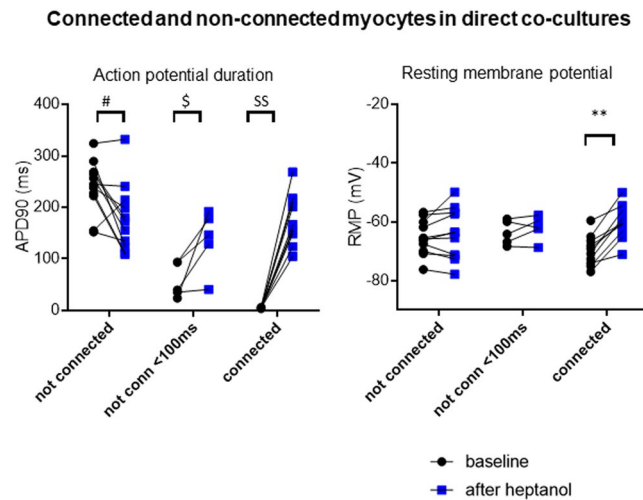 Connected and non-connected myocytes in direct co-cultures
Action potential duration
400
300
200
100
0
APD90 (ms)
#
$
SS
not connected
not conn <100ms
connected
Resting membrane potential
-20
-40
-60
-80
RMP (mV)
**
not connected
not conn <100ms
connected
baseline
after heptanol